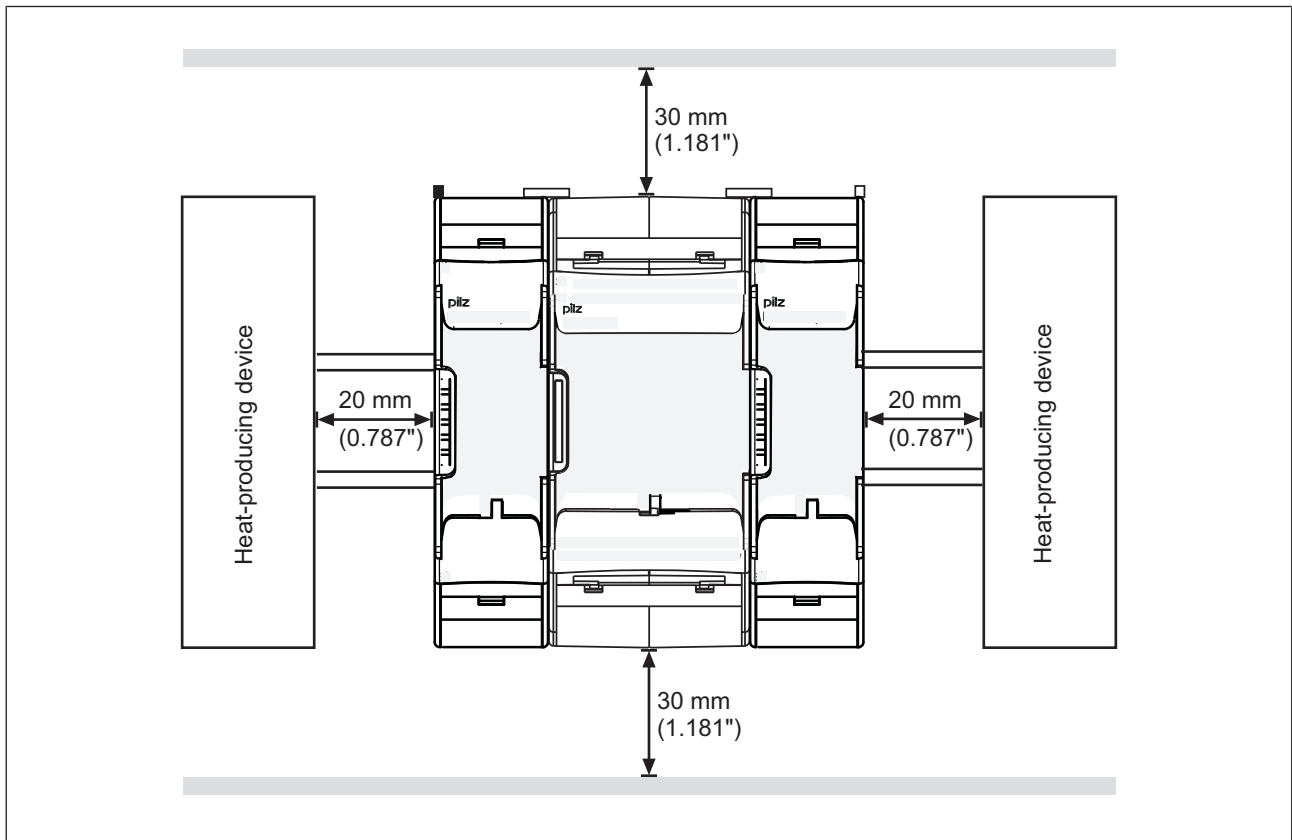 30 mm
(1.181")
pilz
pilz
pilz
Heat-producing device
20 mm
(0.787")
20 mm
(0.787")
Heat-producing device
30 mm
(1.181")